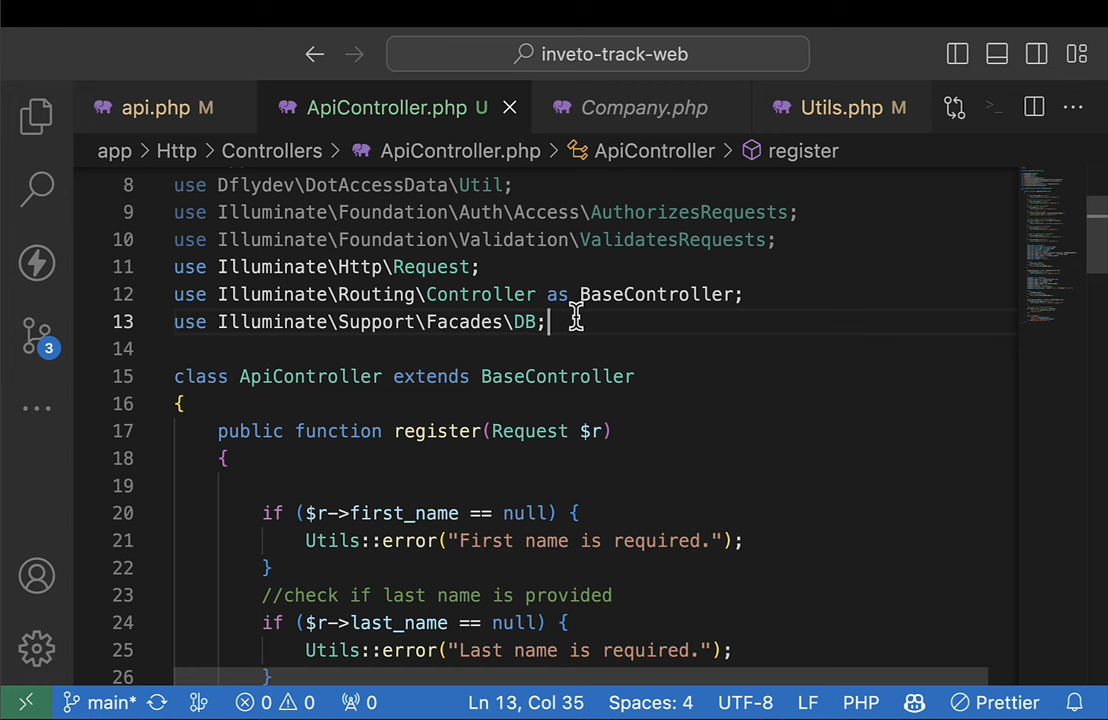 inveto-track-web
api.php M ApiController.php U Company.php Utils.php M
app > Http > Controllers > ApiController.php > ApiController > register
8 use Dflydev\DotAccessData\Util;
9 use Illuminate\Foundation\Auth\Access\AuthorizesRequests;
10 use Illuminate\Foundation\Validation\ValidatesRequests;
11 use Illuminate\Http\Request;
12 use Illuminate\Routing\Controller as BaseController;
13 use Illuminate\Support\Facades\DB;
14
15 class ApiController extends BaseController
16 {
17 public function register(Request $r)
18 {
19
20 if ($r->first_name == null) {
21 Utils::error("First name is required.");
22 }
23 //check if last name is provided
24 if ($r->last_name == null) {
25 Utils::error("Last name is required.");
26 }
3
main* 0 0 0 Ln 13, Col 35 Spaces: 4 UTF-8 LF PHP Prettier